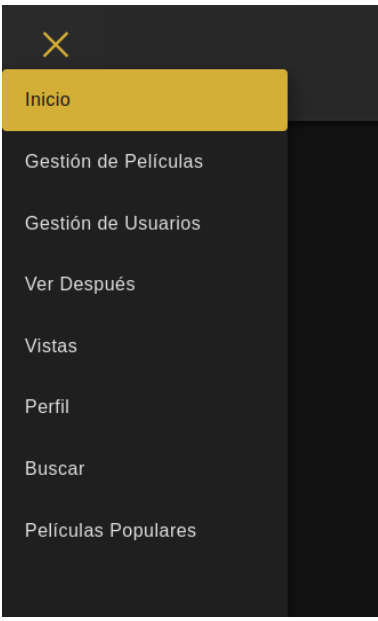 Inicio
Gestión de Películas
Gestión de Usuarios
Ver Después
Vistas
Perfil
Buscar
Películas Populares